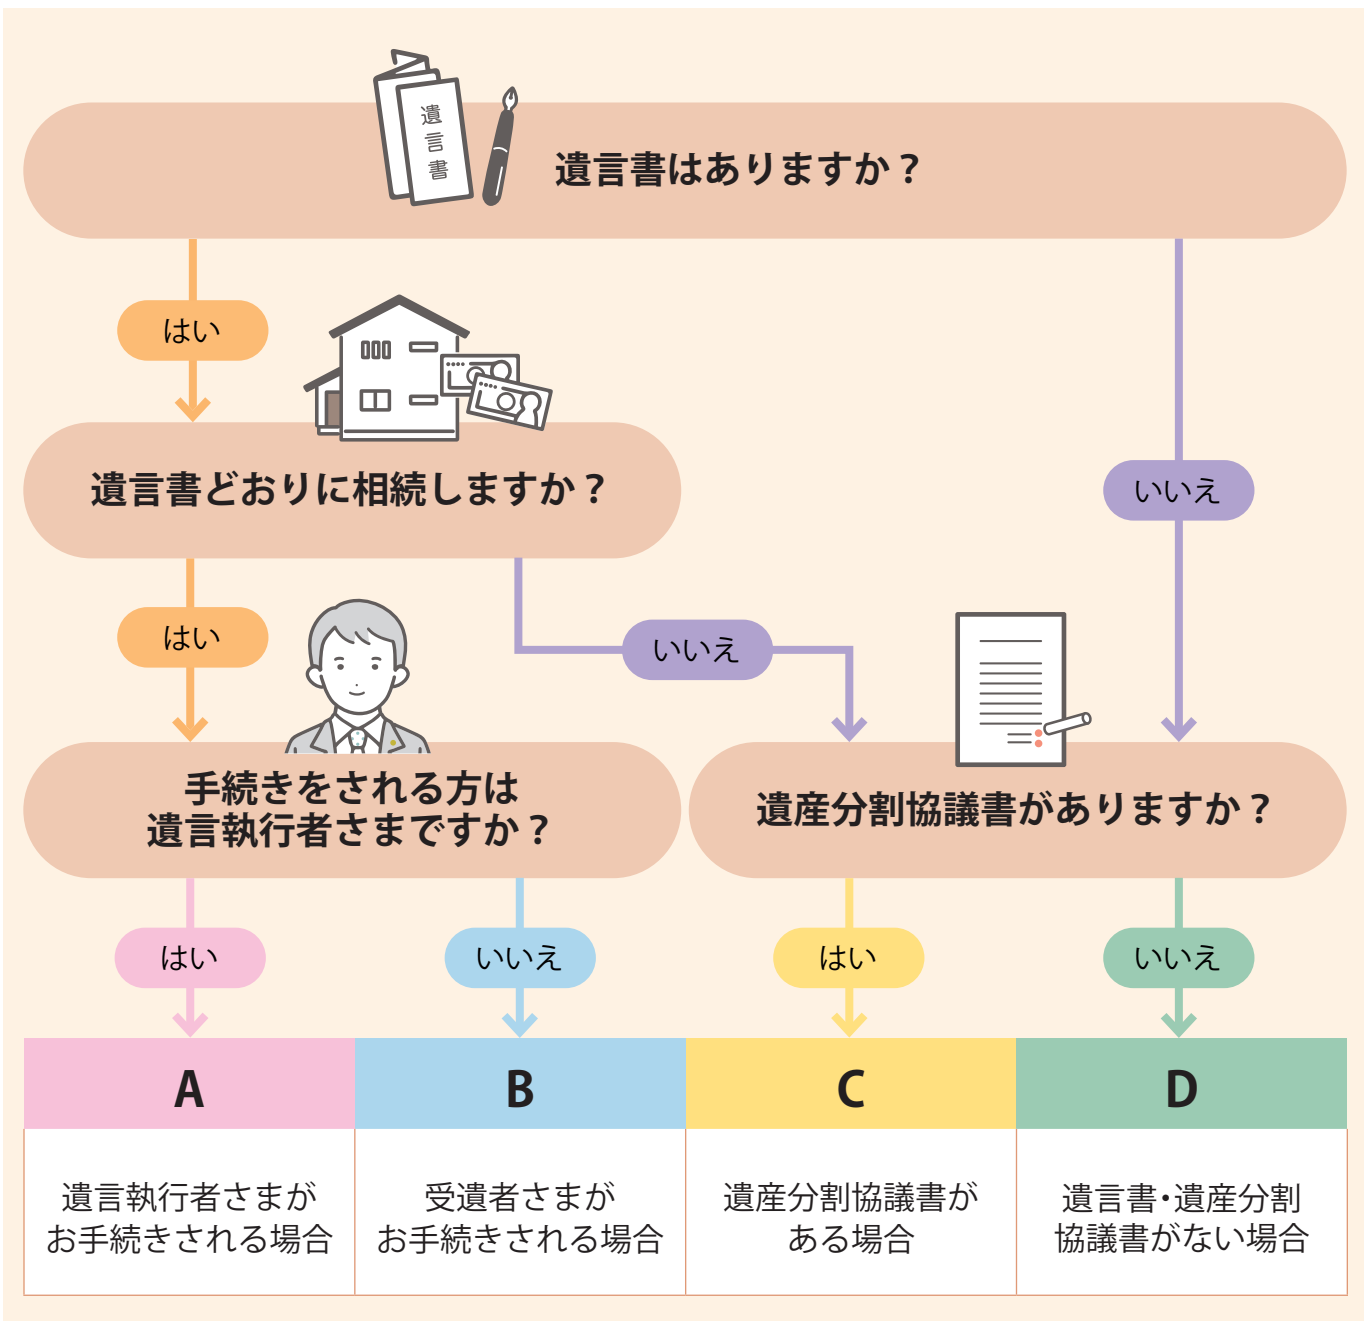 遺言書
遺言書はありますか？
はい
いいえ
遺言書どおりに相続しますか？
はい
いいえ
手続きをされる方は
遺言執行者さまですか？
遺産分割協議書がありますか？
はい
いいえ
はい
いいえ
A
B
C
D
遺言執行者さまが
お手続きされる場合
受遺者さまが
お手続きされる場合
遺産分割協議書が
ある場合
遺言書・遺産分割
協議書がない場合